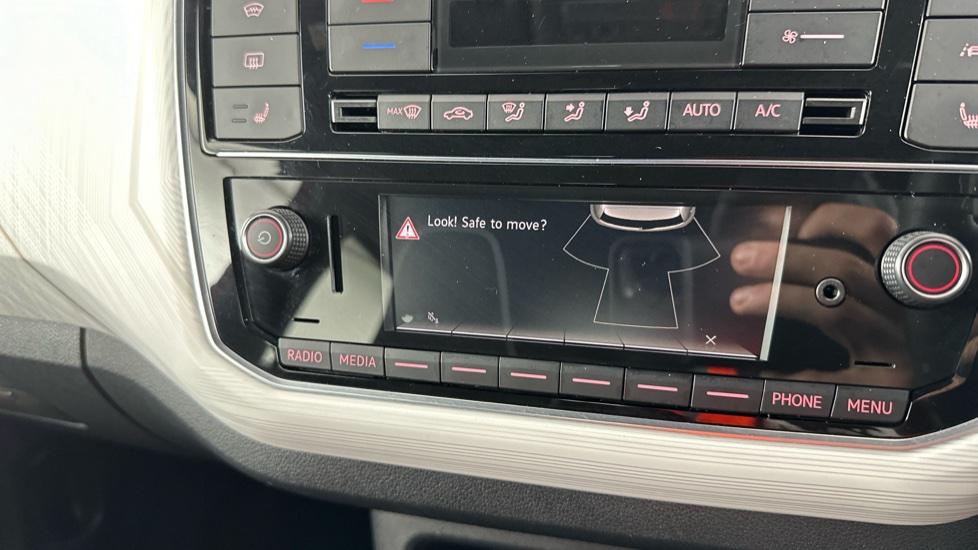 MAX
AUTO
A/C
Look! Safe to move?
RADIO
MEDIA
PHONE
MENU